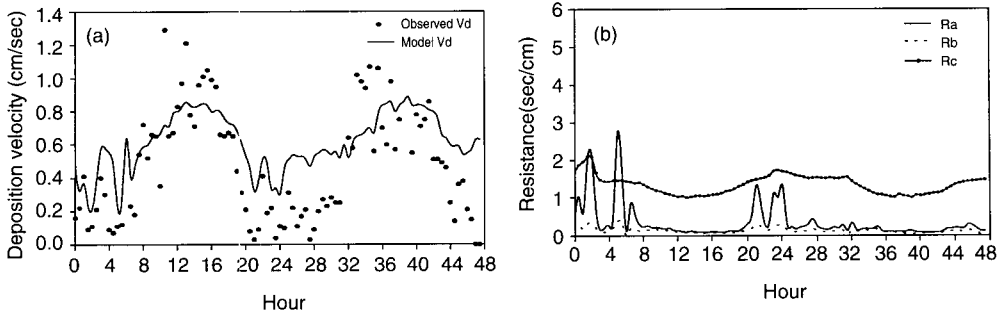 (a)
Observed Vd
Model Vd
Deposition velocity (cm/sec)
1.4
1.2
1.0
0.8
0.6
0.4
0.2
0.0
0 4 8 12 16 20 24 28 32 36 40 44 48
Hour
(b)
Ra
Rb
Rc
Resistance(sec/cm)
6
5
4
3
2
1
0
0 4 8 12 16 20 24 28 32 36 40 44 48
Hour